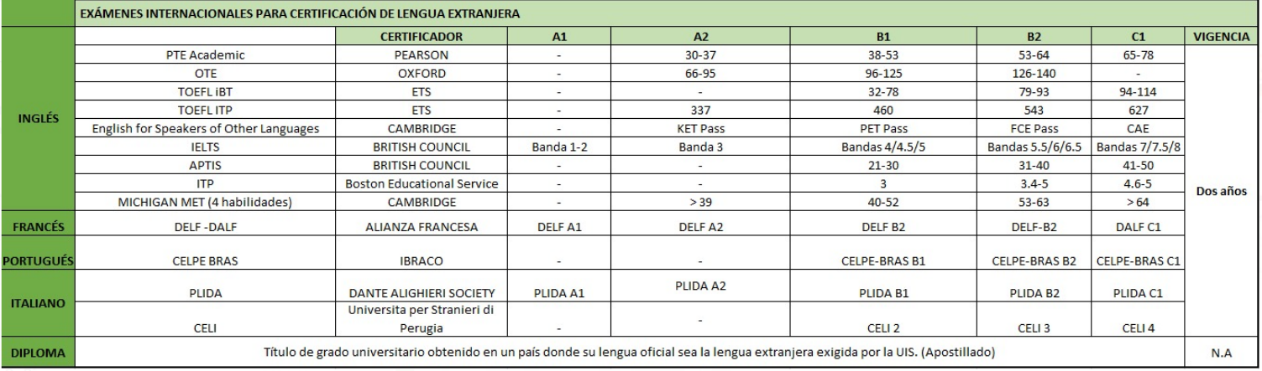 EXÁMENES INTERNACIONALES PARA CERTIFICACIÓN DE LENGUA EXTRANJERA
CERTIFICADOR A1 A2 B1 B2 C1 VIGENCIA
INGLÉS
PTE Academic PEARSON - 30-37 38-53 53-64 65-78
OTE OXFORD - 66-95 96-125 126-140 -
TOEFL iBT ETS - - 32-78 79-93 94-114
TOEFL ITP ETS - 337 460 543 627
English for Speakers of Other Languages CAMBRIDGE - KET Pass PET Pass FCE Pass CAE
IELTS BRITISH COUNCIL Banda 1-2 Banda 3 Bandas 4/4.5/5 Bandas 5.5/6/6.5 Bandas 7/7.5/8
APTIS BRITISH COUNCIL - - 21-30 31-40 41-50
ITP Boston Educational Service - - 3 3.4-5 4.6-5
MICHIGAN MET (4 habilidades) CAMBRIDGE - > 39 40-52 53-63 > 64
Dos años
FRANCÉS DELF -DALF ALIANZA FRANCESA DELF A1 DELF A2 DELF B2 DELF-B2 DALF C1
PORTUGUÉS CELPE BRAS IBRACO - - CELPE-BRAS B1 CELPE-BRAS B2 CELPE-BRAS C1
ITALIANO
PLIDA DANTE ALIGHIERI SOCIETY PLIDA A1 PLIDA A2 PLIDA B1 PLIDA B2 PLIDA C1
Universita per Stranieri di
CELI Perugia - - CELI 2 CELI 3 CELI 4
DIPLOMA Título de grado universitario obtenido en un país donde su lengua oficial sea la lengua extranjera exigida por la UIS. (Apostillado) N.A